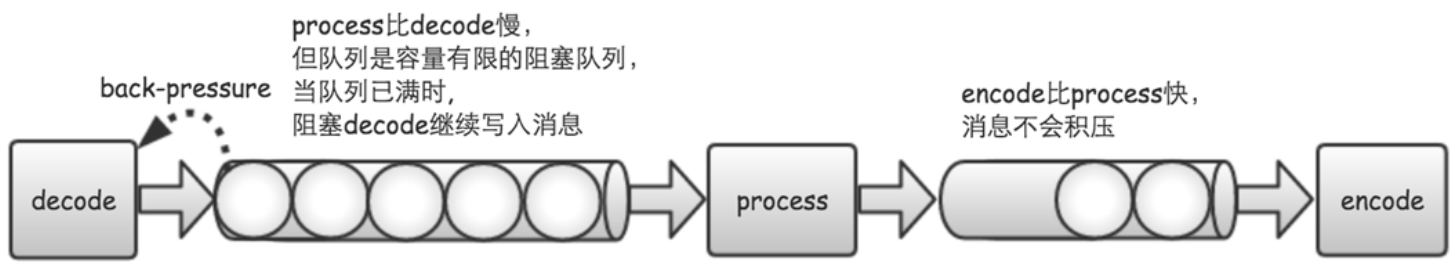 process比decode慢，
但队列是容量有限的阻塞队列，
当队列已满时,
阻塞decode继续写入消息
back-pressure
encode比process快，
消息不会积压
decode
process
encode